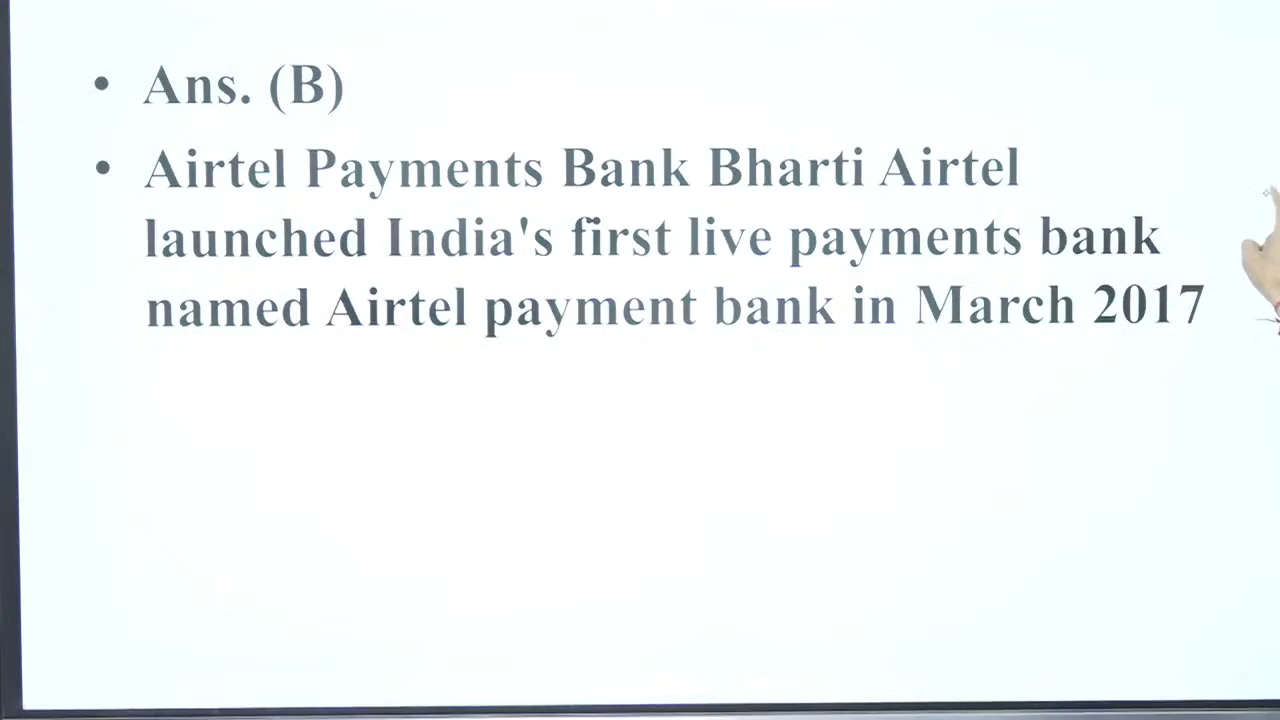 • Ans. (B)
• Airtel Payments Bank Bharti Airtel
launched India's first live payments bank
named Airtel payment bank in March 2017